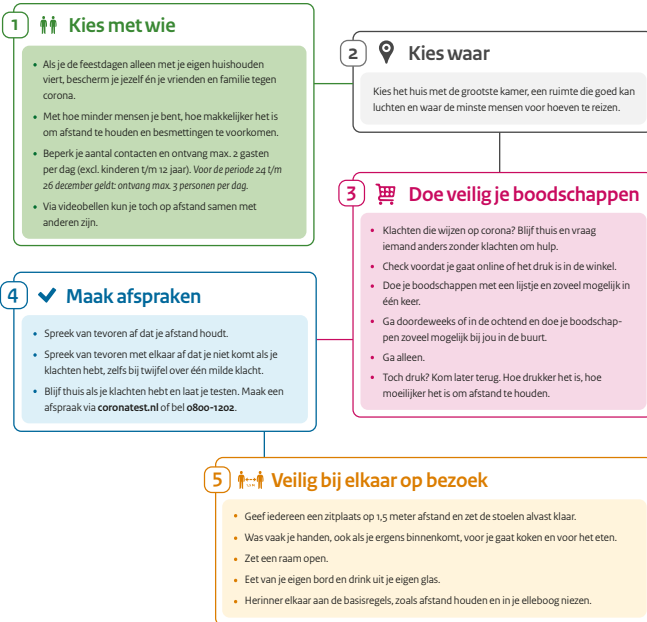 1 Kies met wie
• Als je de feestdagen alleen met je eigen huishouden
viert, bescherm je jezelf én je vrienden en familie tegen
corona.
• Met hoe minder mensen je bent, hoe makkelijker het is
om afstand te houden en besmettingen te voorkomen.
• Beperk je aantal contacten en ontvang max. 2 gasten
per dag (excl. kinderen t/m 12 jaar). Voor de periode 24 t/m
26 december geldt: ontvang max. 3 personen per dag.
• Via videobellen kun je toch op afstand samen met
anderen zijn.
2 Kies waar
Kies het huis met de grootste kamer, een ruimte die goed kan
luchten en waar de minste mensen voor hoeven te reizen.
3 Doe veilig je boodschappen
• Klachten die wijzen op corona? Blijf thuis en vraag
iemand anders zonder klachten om hulp.
• Check voordat je gaat online of het druk is in de winkel.
• Doe je boodschappen met een lijstje en zoveel mogelijk in
één keer.
• Ga doordeweeks of in de ochtend en doe je boodschap-
pen zoveel mogelijk bij jou in de buurt.
• Ga alleen.
• Toch druk? Kom later terug. Hoe drukker het is, hoe
moeilijker het is om afstand te houden.
4 Maak afspraken
• Spreek van tevoren af dat je afstand houdt.
• Spreek van tevoren met elkaar af dat je niet komt als je
klachten hebt, zelfs bij twijfel over één milde klacht.
• Blijf thuis als je klachten hebt en laat je testen. Maak een
afspraak via coronatest.nl of bel 0800-1202.
5 Veilig bij elkaar op bezoek
• Geef iedereen een zitplaats op 1,5 meter afstand en zet de stoelen alvast klaar.
• Was vaak je handen, ook als je ergens binnenkomt, voor je gaat koken en voor het eten.
• Zet een raam open.
• Eet van je eigen bord en drink uit je eigen glas.
• Herinner elkaar aan de basisregels, zoals afstand houden en in je elleboog niezen.